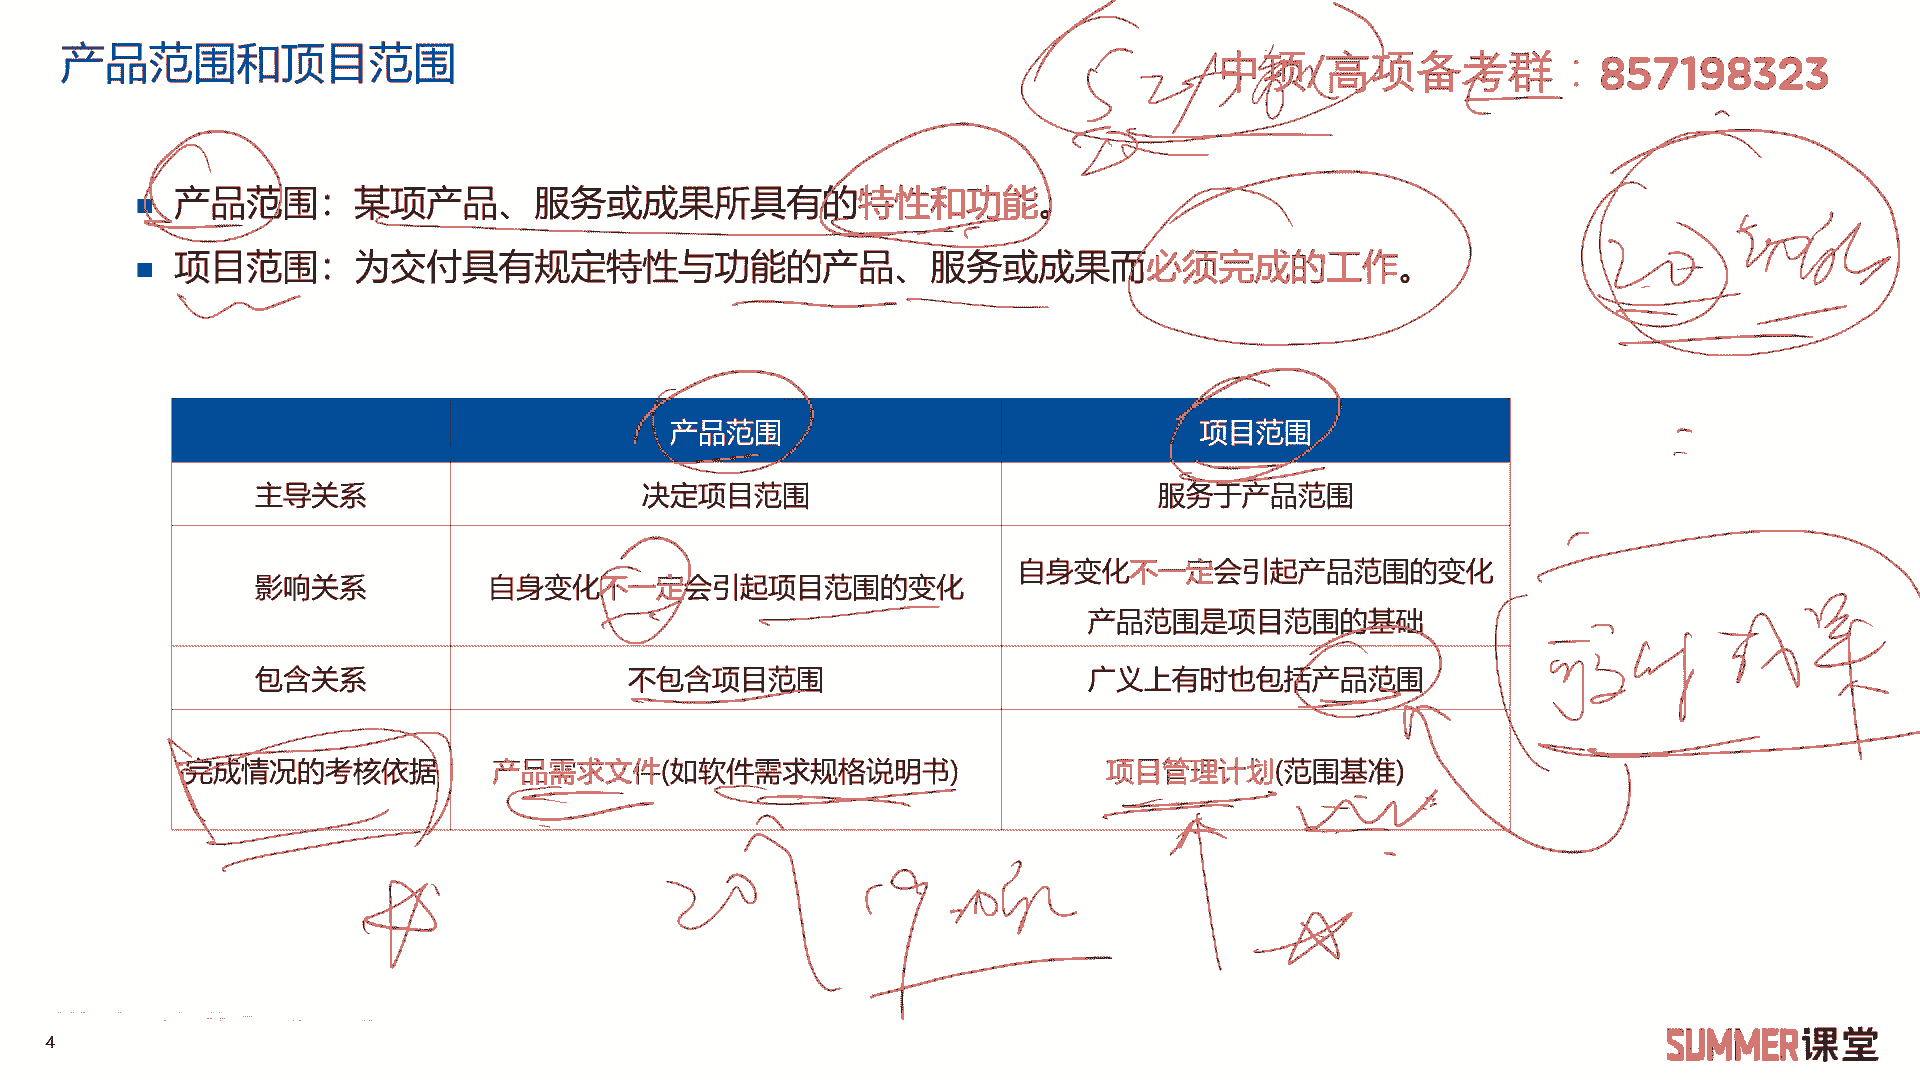 产品范围和项目范围
中项/高项备考群：857198323
产品范围：某项产品、服务或成果所具有的特性和功能。
项目范围：为交付具有规定特性与功能的产品、服务或成果而必须完成的工作。
产品范围 项目范围
主导关系 决定项目范围 服务于产品范围
影响关系 自身变化不一定会引起项目范围的变化 自身变化不一定会引起产品范围的变化
产品范围是项目范围的基础
包含关系 不包含项目范围 广义上有时也包括产品范围
完成情况的考核依据 产品需求文件(如软件需求规格说明书) 项目管理计划(范围基准)
20
20
4
SUMMER课堂